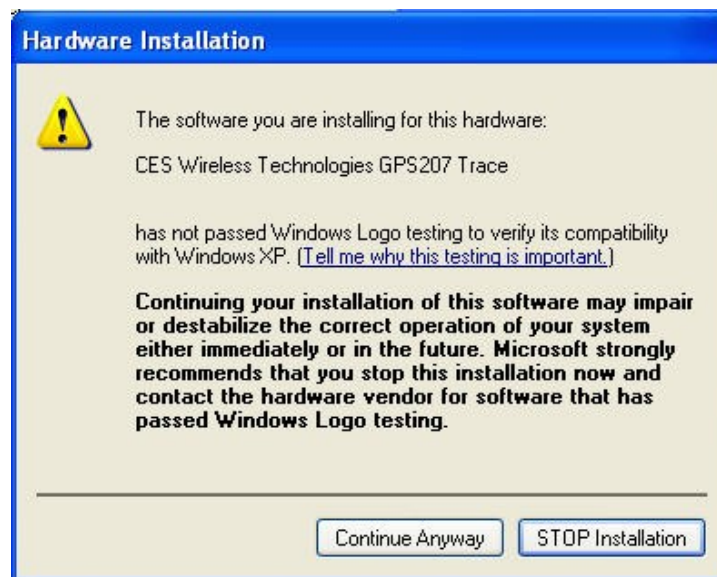 Hardware Installation
The software you are installing for this hardware:
CES Wireless Technologies GPS207 Trace
has not passed Windows Logo testing to verify its compatibility
with Windows XP. (Tell me why this testing is important.)
Continuing your installation of this software may impair
or destabilize the correct operation of your system
either immediately or in the future. Microsoft strongly
recommends that you stop this installation now and
contact the hardware vendor for software that has
passed Windows Logo testing.
Continue Anyway
STOP Installation